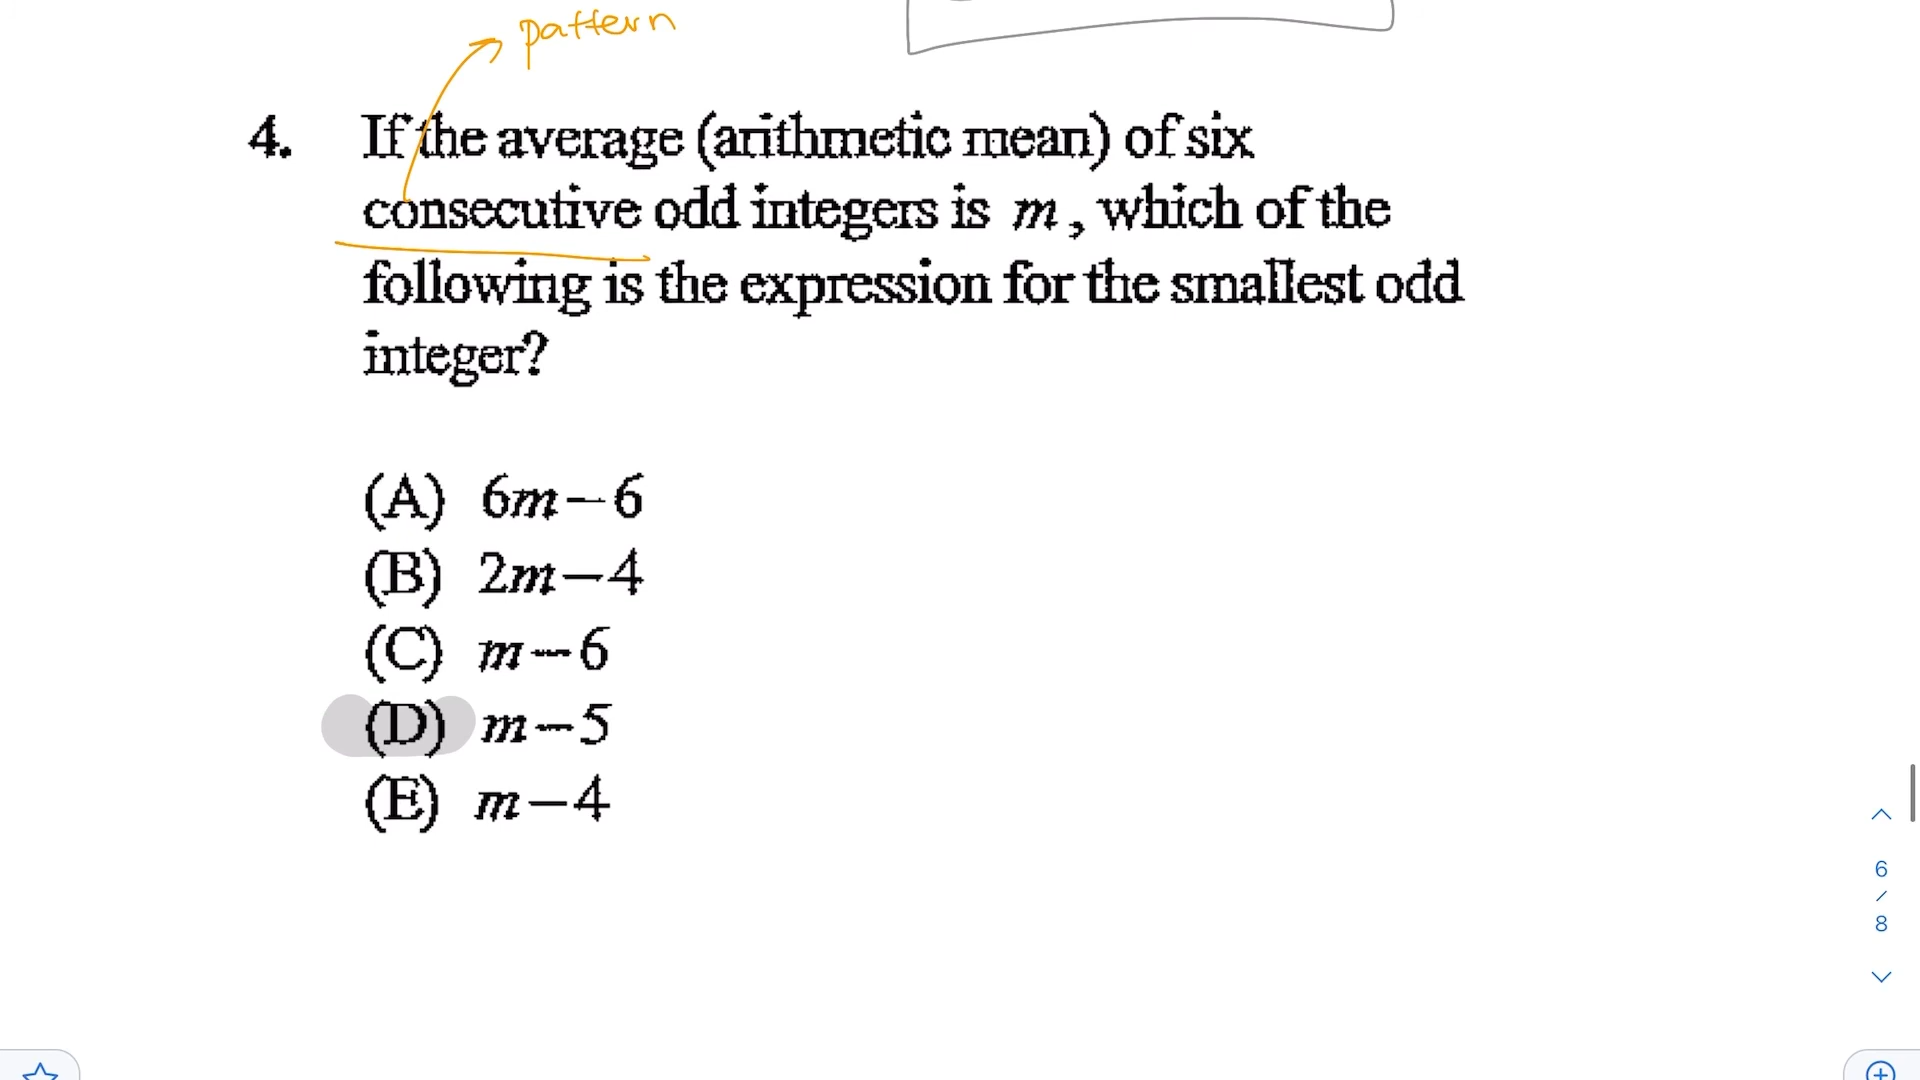 pattern
4. If the average (arithmetic mean) of six
consecutive odd integers is m, which of the
following is the expression for the smallest odd
integer?
(A) 6m-6
(B) 2m-4
(C) m-6
(D) m-5
(E) m-4
6
/
8